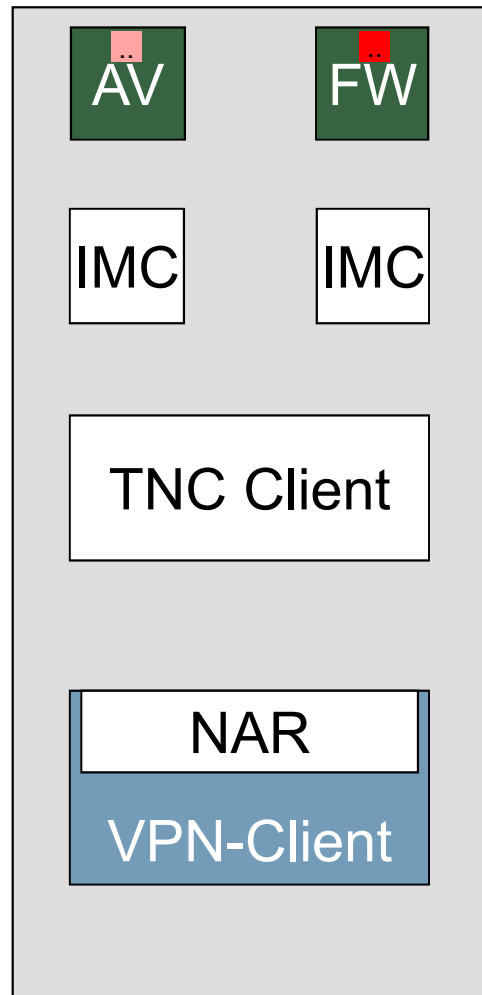 ..
..
AV
FW
IMC
IMC
TNC Client
NAR
VPN-Client